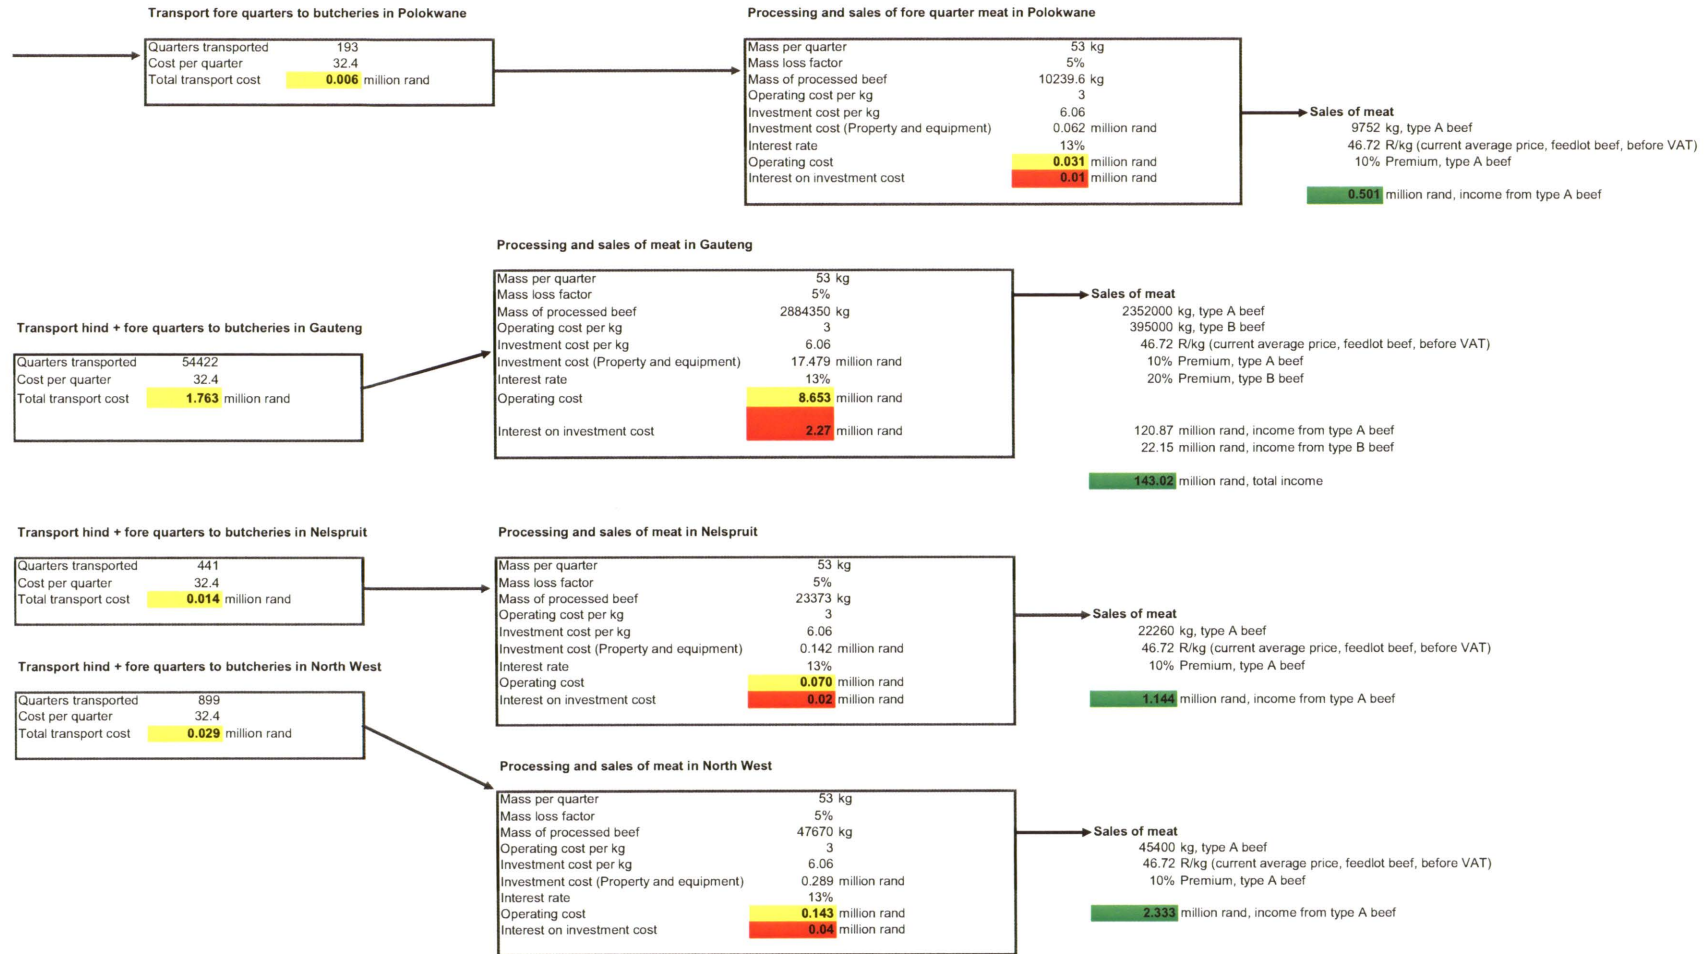 Transport fore quarters to butcheries in Polokwane
Quarters transported 193
Cost per quarter 32.4
Total transport cost 0.006 million rand
Processing and sales of fore quarter meat in Polokwane
Mass per quarter 53 kg
Mass loss factor 5%
Mass of processed beef 10239.6 kg
Operating cost per kg 3
Investment cost per kg 6.06
Investment cost (Property and equipment) 0.062 million rand
Interest rate 13%
Operating cost 0.031 million rand
Interest on investment cost 0.01 million rand
Sales of meat
9752 kg, type A beef
46.72 R/kg (current average price, feedlot beef, before VAT)
10% Premium, type A beef
0.501 million rand, income from type A beef
Transport hind + fore quarters to butcheries in Gauteng
Quarters transported 54422
Cost per quarter 32.4
Total transport cost 1.763 million rand
Processing and sales of meat in Gauteng
Mass per quarter 53 kg
Mass loss factor 5%
Mass of processed beef 2884350 kg
Operating cost per kg 3
Investment cost per kg 6.06
Investment cost (Property and equipment) 17.479 million rand
Interest rate 13%
Operating cost 8.653 million rand
Interest on investment cost 2.27 million rand
Sales of meat
2352000 kg, type A beef
395000 kg, type B beef
46.72 R/kg (current average price, feedlot beef, before VAT)
10% Premium, type A beef
20% Premium, type B beef
120.87 million rand, income from type A beef
22.15 million rand, income from type B beef
143.02 million rand, total income
Transport hind + fore quarters to butcheries in Nelspruit
Quarters transported 441
Cost per quarter 32.4
Total transport cost 0.014 million rand
Processing and sales of meat in Nelspruit
Mass per quarter 53 kg
Mass loss factor 5%
Mass of processed beef 23373 kg
Operating cost per kg 3
Investment cost per kg 6.06
Investment cost (Property and equipment) 0.142 million rand
Interest rate 13%
Operating cost 0.070 million rand
Interest on investment cost 0.02 million rand
Sales of meat
22260 kg, type A beef
46.72 R/kg (current average price, feedlot beef, before VAT)
10% Premium, type A beef
1.144 million rand, income from type A beef
Transport hind + fore quarters to butcheries in North West
Quarters transported 899
Cost per quarter 32.4
Total transport cost 0.029 million rand
Processing and sales of meat in North West
Mass per quarter 53 kg
Mass loss factor 5%
Mass of processed beef 47670 kg
Operating cost per kg 3
Investment cost per kg 6.06
Investment cost (Property and equipment) 0.289 million rand
Interest rate 13%
Operating cost 0.143 million rand
Interest on investment cost 0.04 million rand
Sales of meat
45400 kg, type A beef
46.72 R/kg (current average price, feedlot beef, before VAT)
10% Premium, type A beef
2.333 million rand, income from type A beef